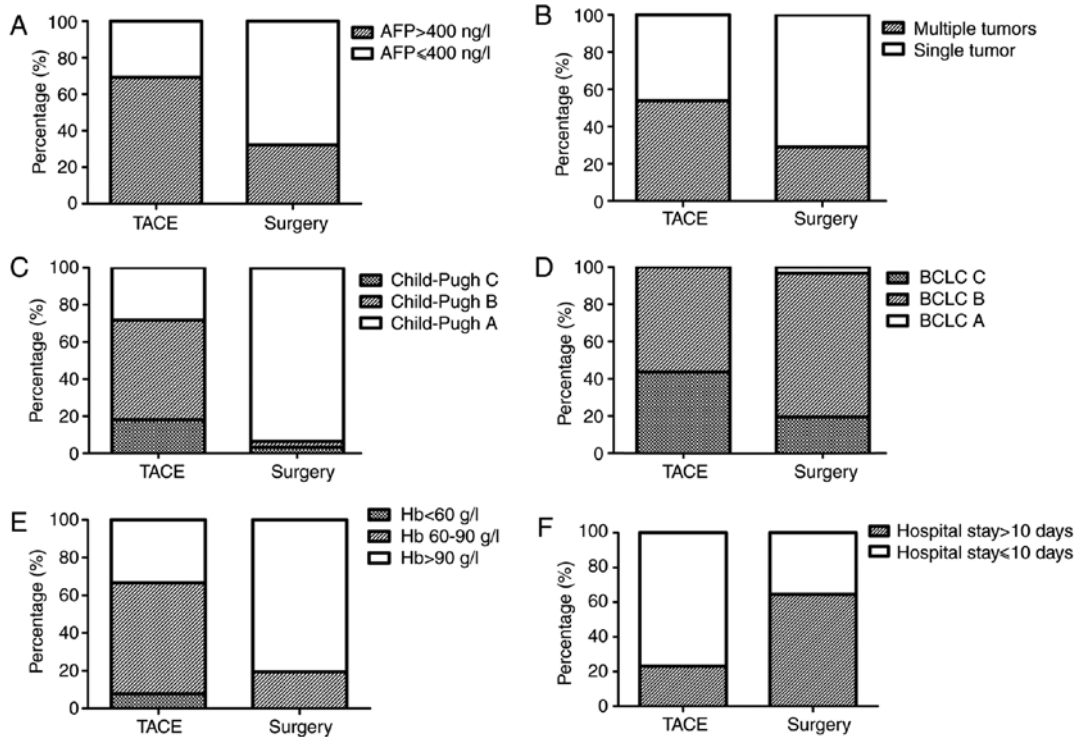 A
Percentage (%)
100
80
60
40
20
0
TACE
Surgery
AFP>400 ng/l
AFP⩽400 ng/l
B
Percentage (%)
100
80
60
40
20
0
TACE
Surgery
Multiple tumors
Single tumor
C
Percentage (%)
100
80
60
40
20
0
TACE
Surgery
Child-Pugh C
Child-Pugh B
Child-Pugh A
D
Percentage (%)
100
80
60
40
20
0
TACE
Surgery
BCLC C
BCLC B
BCLC A
E
Percentage (%)
100
80
60
40
20
0
TACE
Surgery
Hb<60 g/l
Hb 60-90 g/l
Hb>90 g/l
F
Percentage (%)
100
80
60
40
20
0
TACE
Surgery
Hospital stay>10 days
Hospital stay⩽10 days